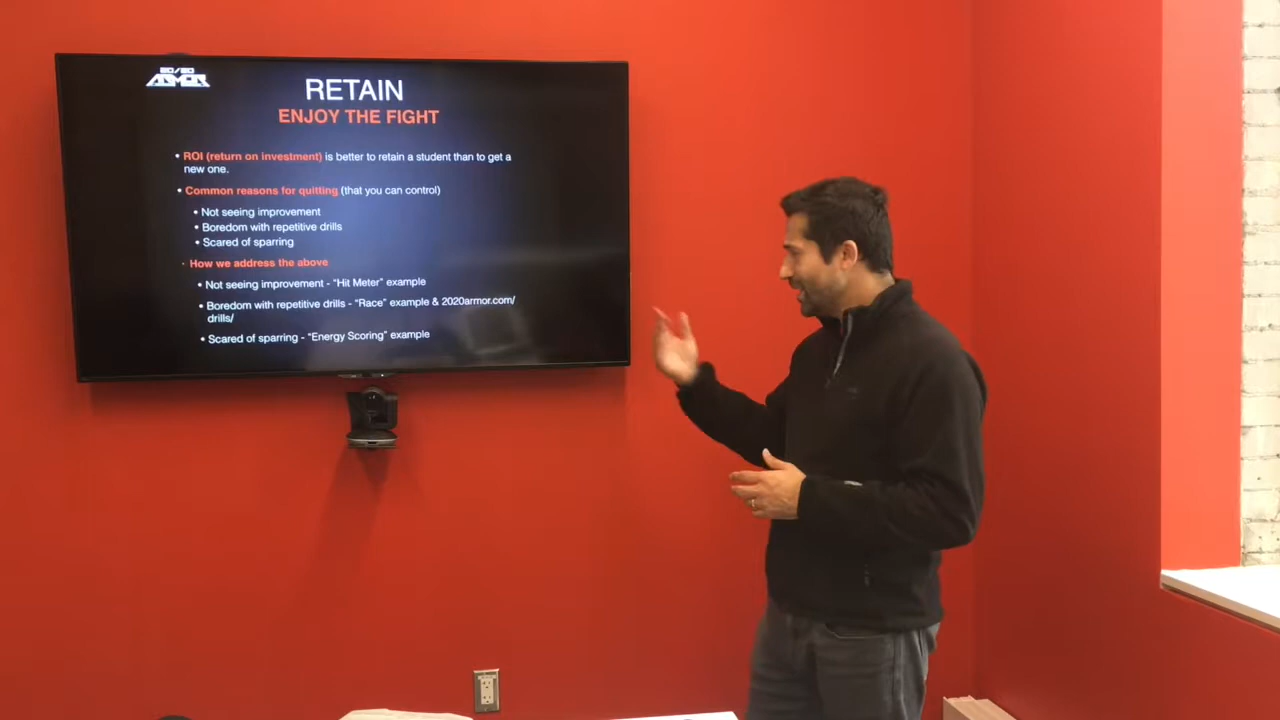 20/20
ARMOR
RETAIN
ENJOY THE FIGHT
• ROI (return on investment) is better to retain a student than to get a
new one.
• Common reasons for quitting (that you can control)
• Not seeing improvement
• Boredom with repetitive drills
• Scared of sparring
· How we address the above
• Not seeing improvement - “Hit Meter” example
• Boredom with repetitive drills - “Race” example & 2020armor.com/
drills/
• Scared of sparring - “Energy Scoring” example